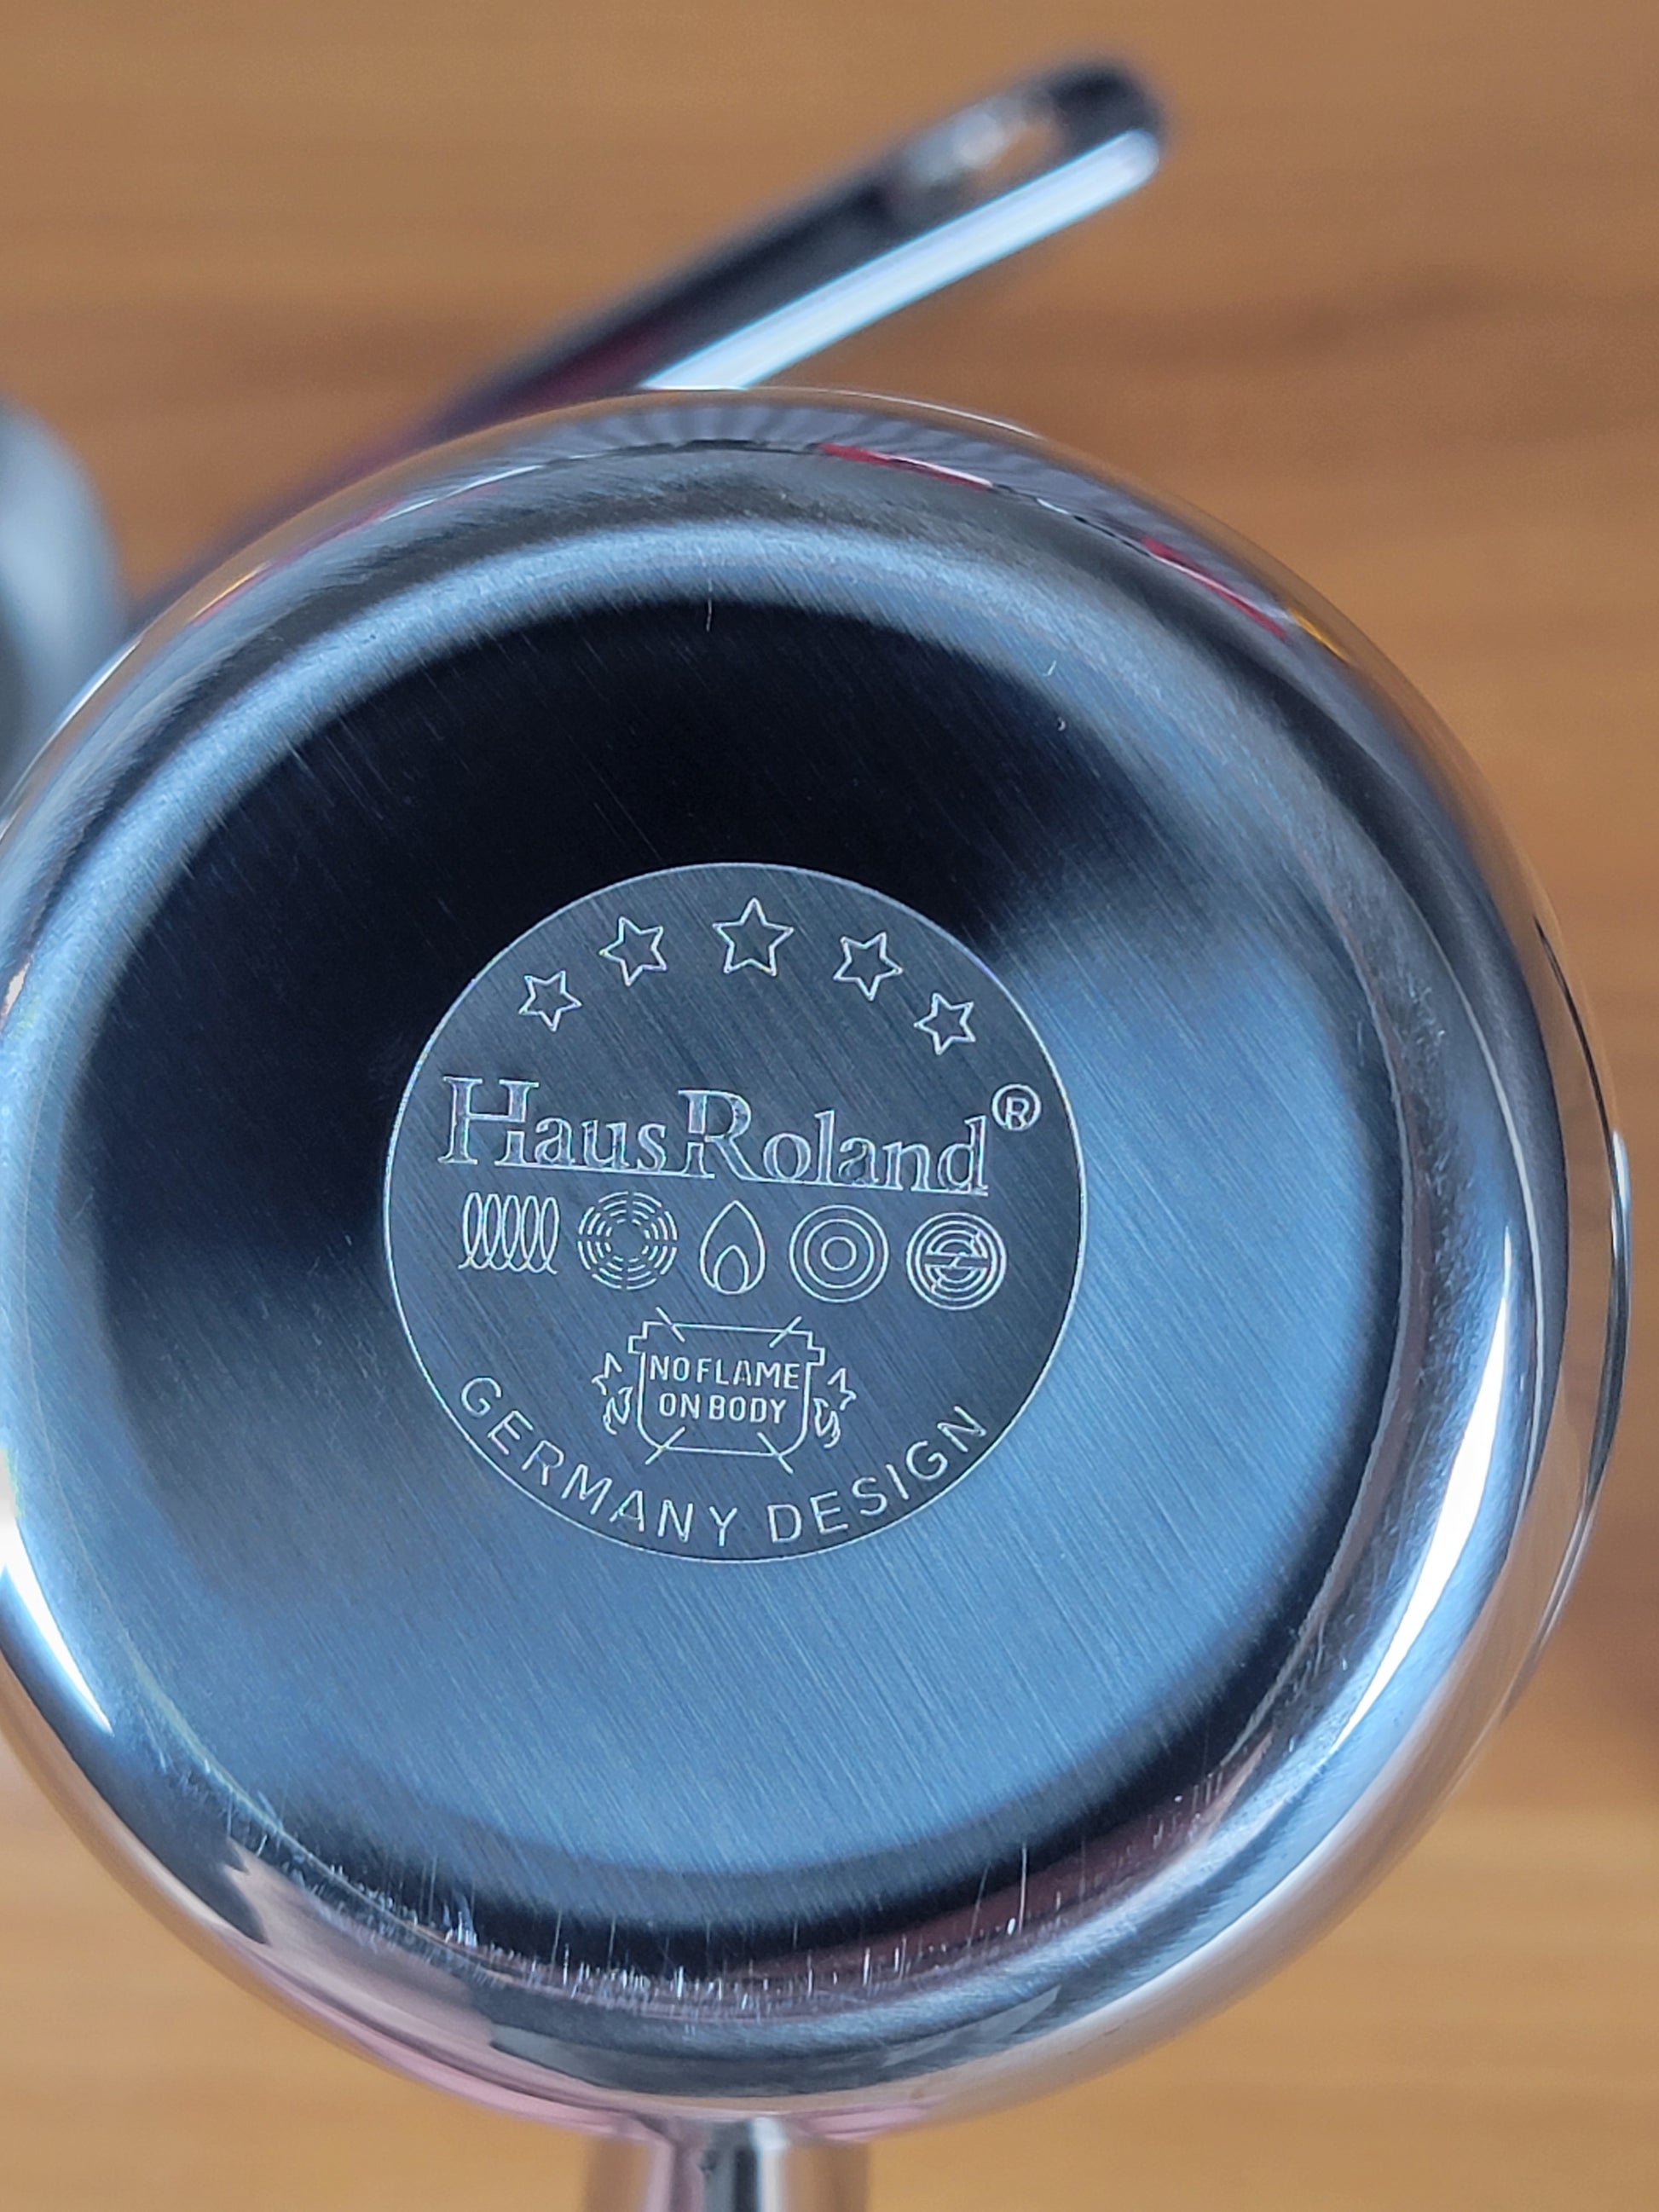 HausRoland®
NO FLAME
ON BODY
GERMANY DESIGN